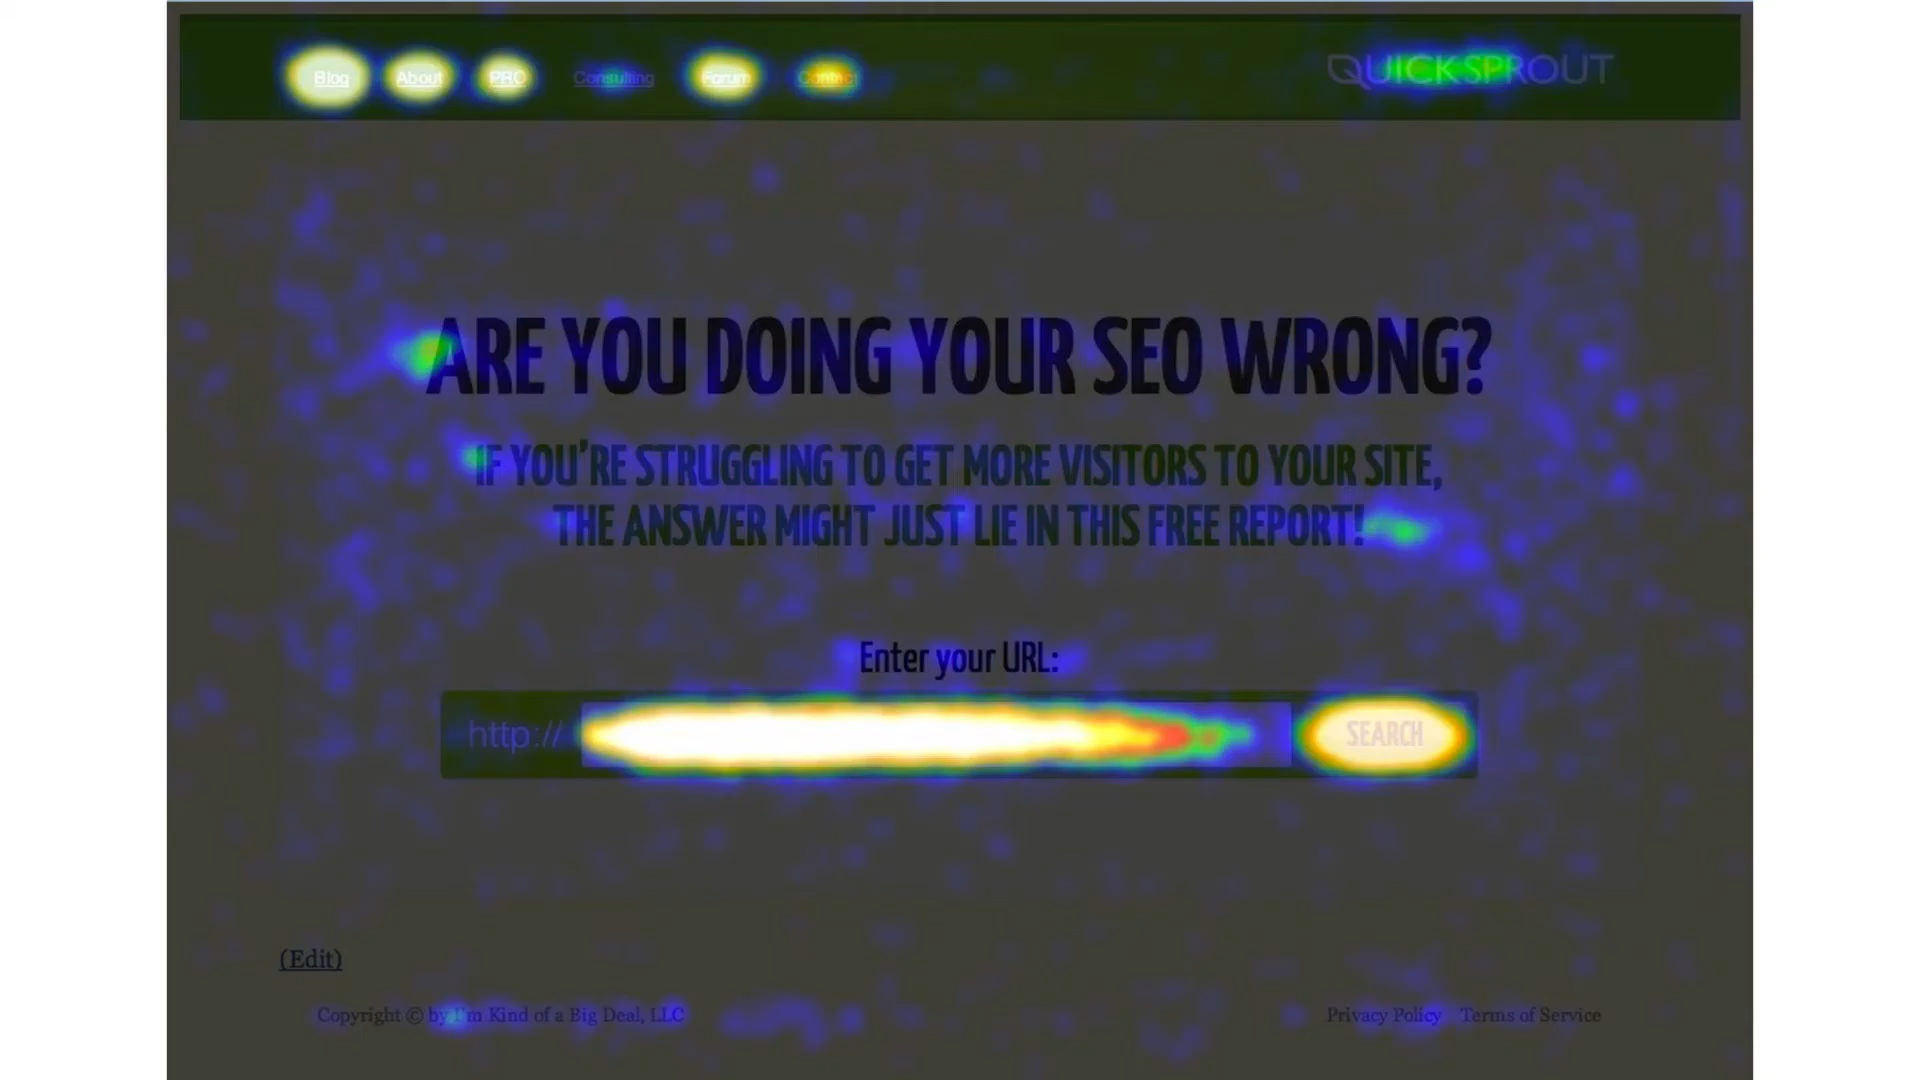 Blog About PRO Consulting Forum Contact
QUICKSPROUT
ARE YOU DOING YOUR SEO WRONG?
IF YOU'RE STRUGGLING TO GET MORE VISITORS TO YOUR SITE,
THE ANSWER MIGHT JUST LIE IN THIS FREE REPORT!
Enter your URL:
http:// SEARCH
(Edit)
Copyright © by I'm Kind of a Big Deal, LLC
Privacy Policy Terms of Service